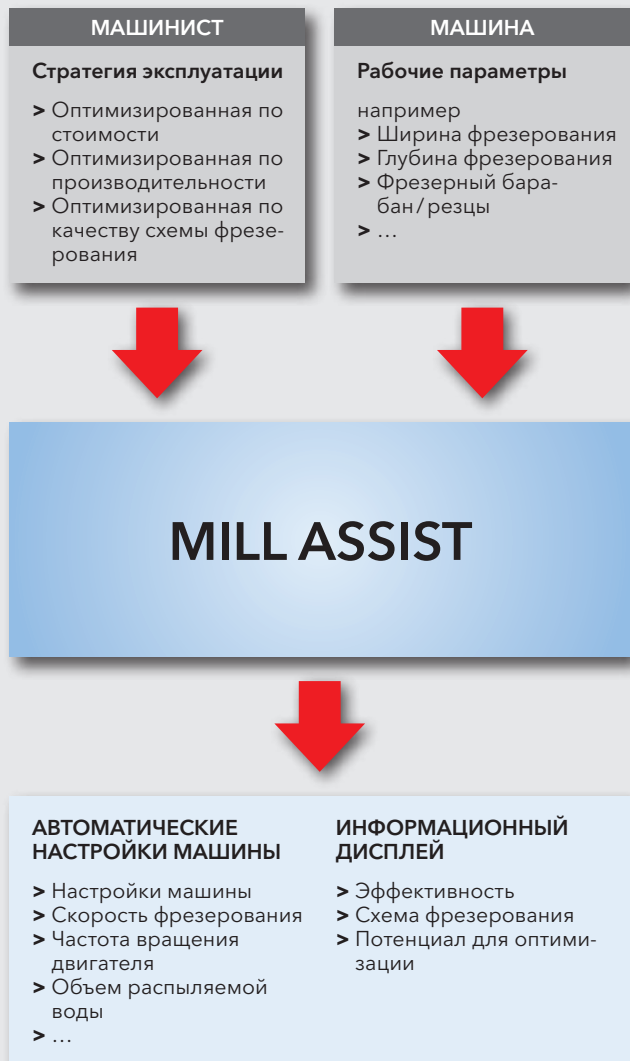 МАШИНИСТ
Стратегия эксплуатации
> Оптимизированная по
стоимости
> Оптимизированная по
производительности
> Оптимизированная по
качеству схемы фрезе-
рования
МАШИНА
Рабочие параметры
например
> Ширина фрезерования
> Глубина фрезерования
> Фрезерный бара-
бан / резцы
> …
MILL ASSIST
АВТОМАТИЧЕСКИЕ
НАСТРОЙКИ МАШИНЫ
> Настройки машины
> Скорость фрезерования
> Частота вращения
двигателя
> Объем распыляемой
воды
> …
ИНФОРМАЦИОННЫЙ
ДИСПЛЕЙ
> Эффективность
> Схема фрезерования
> Потенциал для оптими-
зации